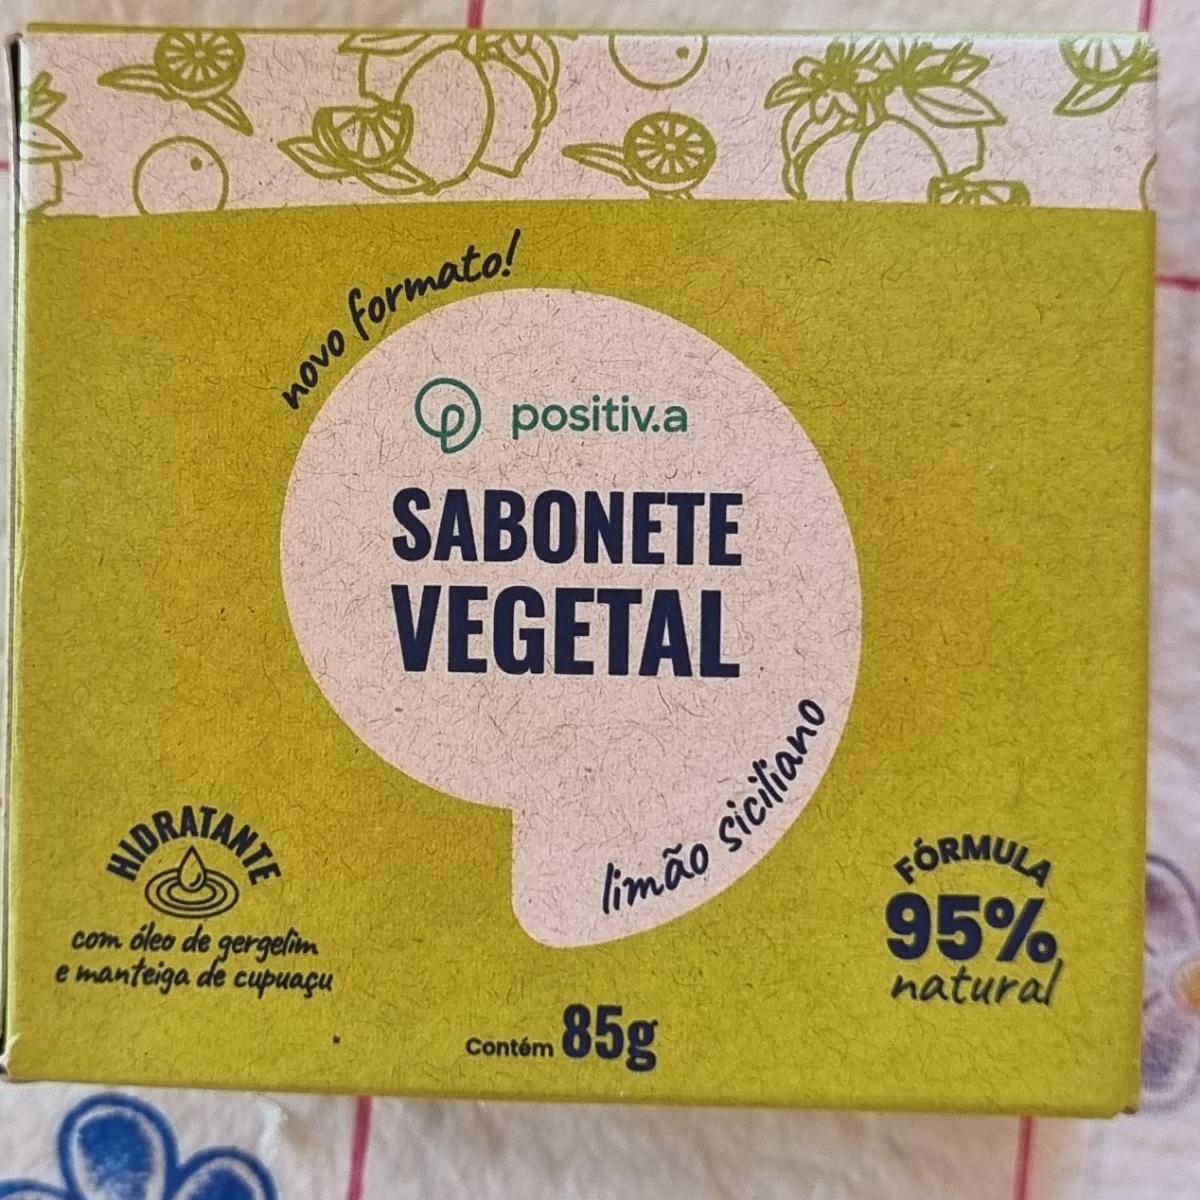 novo formato!
positiv.a
SABONETE
VEGETAL
limão siciliano
HIDRATANTE
com óleo de gergelim
e manteiga de cupuaçu
FÓRMULA
95%
natural
Contém 85g